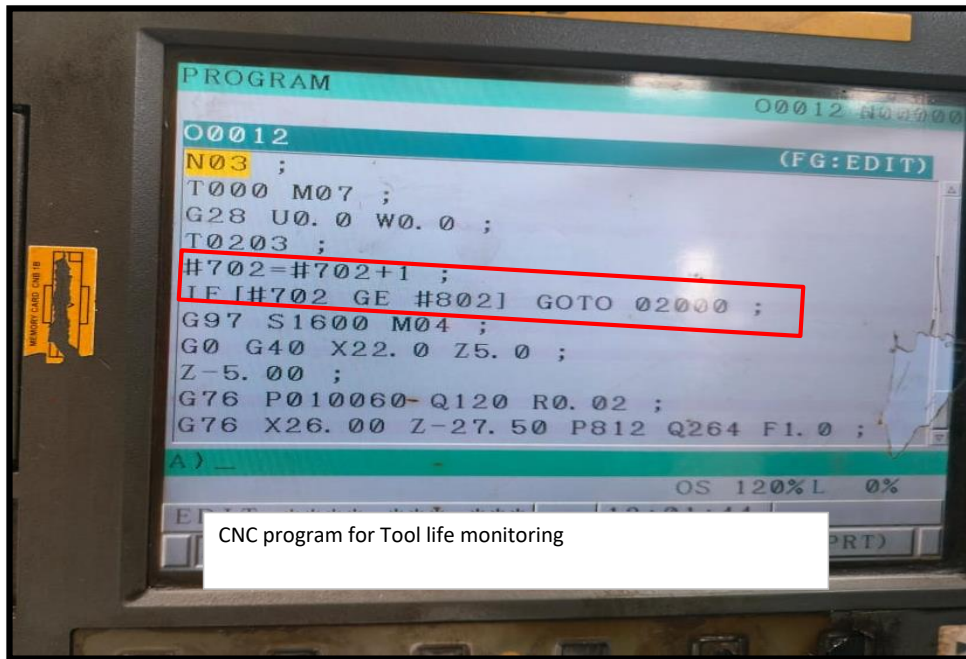 PROGRAM
O0012 N00000
O0012
(FG:EDIT)
N03 ;
T000 M07 ;
G28 U0.0 W0.0 ;
T0203 ;
#702=#702+1 ;
IF [#702 GE #802] GOTO 02000 ;
G97 S1600 M04 ;
G0 G40 X22.0 Z5.0 ;
Z-5.00 ;
G76 P010060 Q120 R0.02 ;
G76 X26.00 Z-27.50 P812 Q264 F1.0 ;
A)_
OS 120% L 0%
PRT)
CNC program for Tool life monitoring
MEMORY CARD CNB 1B